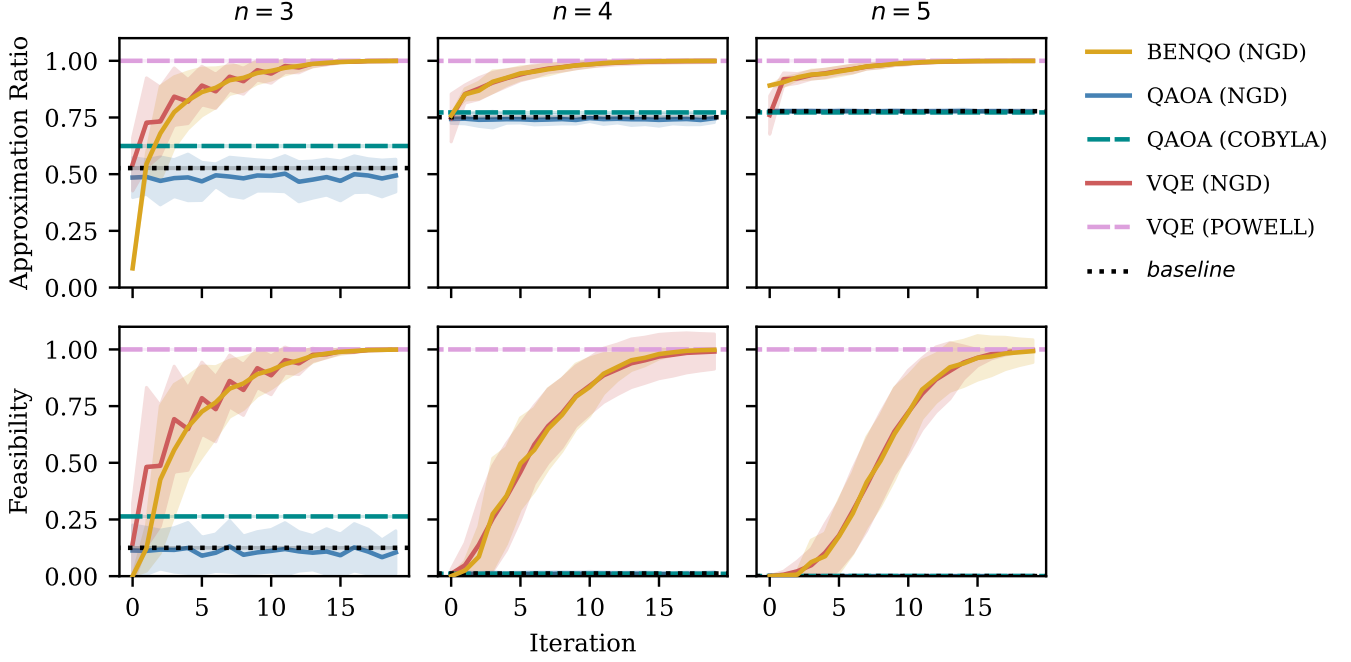 n = 3
n = 4
n = 5
Approximation Ratio
1.00
0.75
0.50
0.25
0.00
BENQO (NGD)
QAOA (NGD)
QAOA (COBYLA)
VQE (NGD)
VQE (POWELL)
baseline
Feasibility
1.00
0.75
0.50
0.25
0.00
0 5 10 15
0 5 10 15
0 5 10 15
Iteration